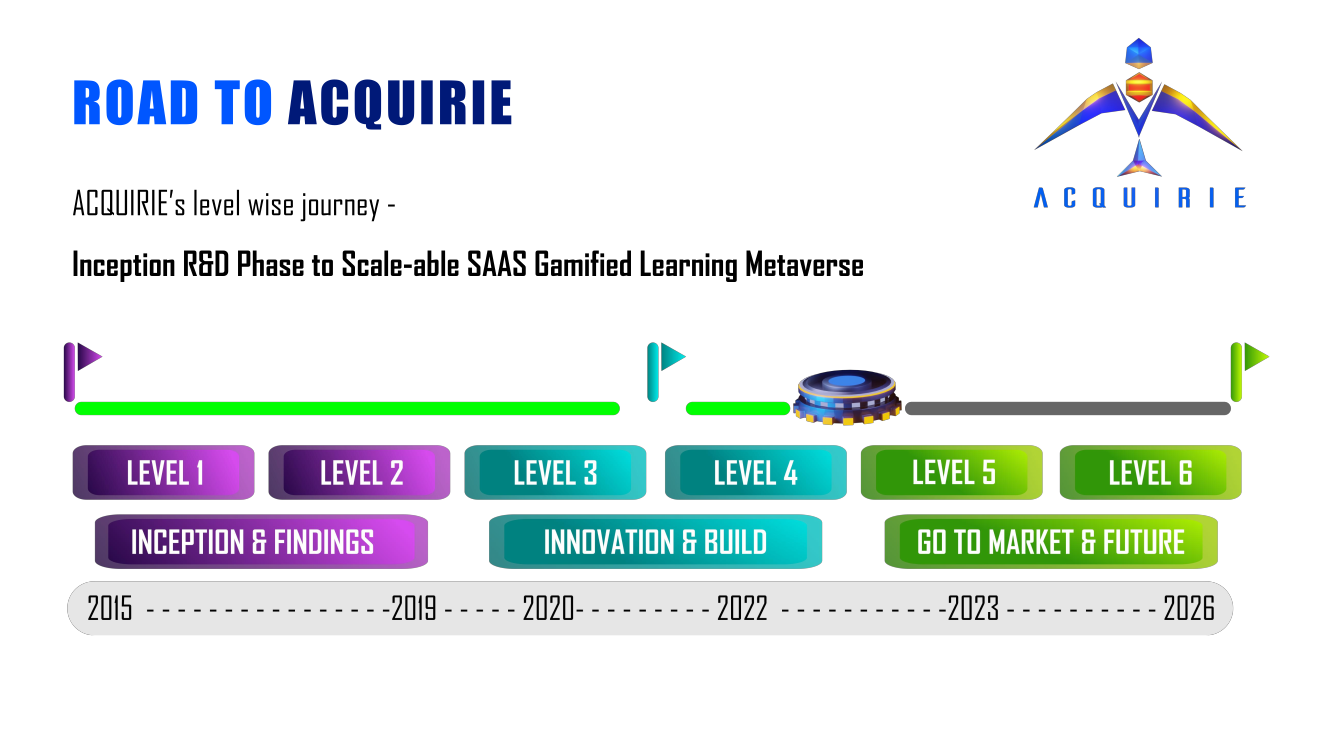 ROAD TO ACQUIRIE
ACQUIRIE
ACQUIRIE's level wise journey -
Inception R&D Phase to Scale-able SAAS Gamified Learning Metaverse
LEVEL 1 LEVEL 2 LEVEL 3 LEVEL 4 LEVEL 5 LEVEL 6
INCEPTION & FINDINGS INNOVATION & BUILD GO TO MARKET & FUTURE
2015 - - - - - - - - - - - - - - - -2019 - - - - - 2020- - - - - - - - - 2022 - - - - - - - - - - -2023 - - - - - - - - - - 2026